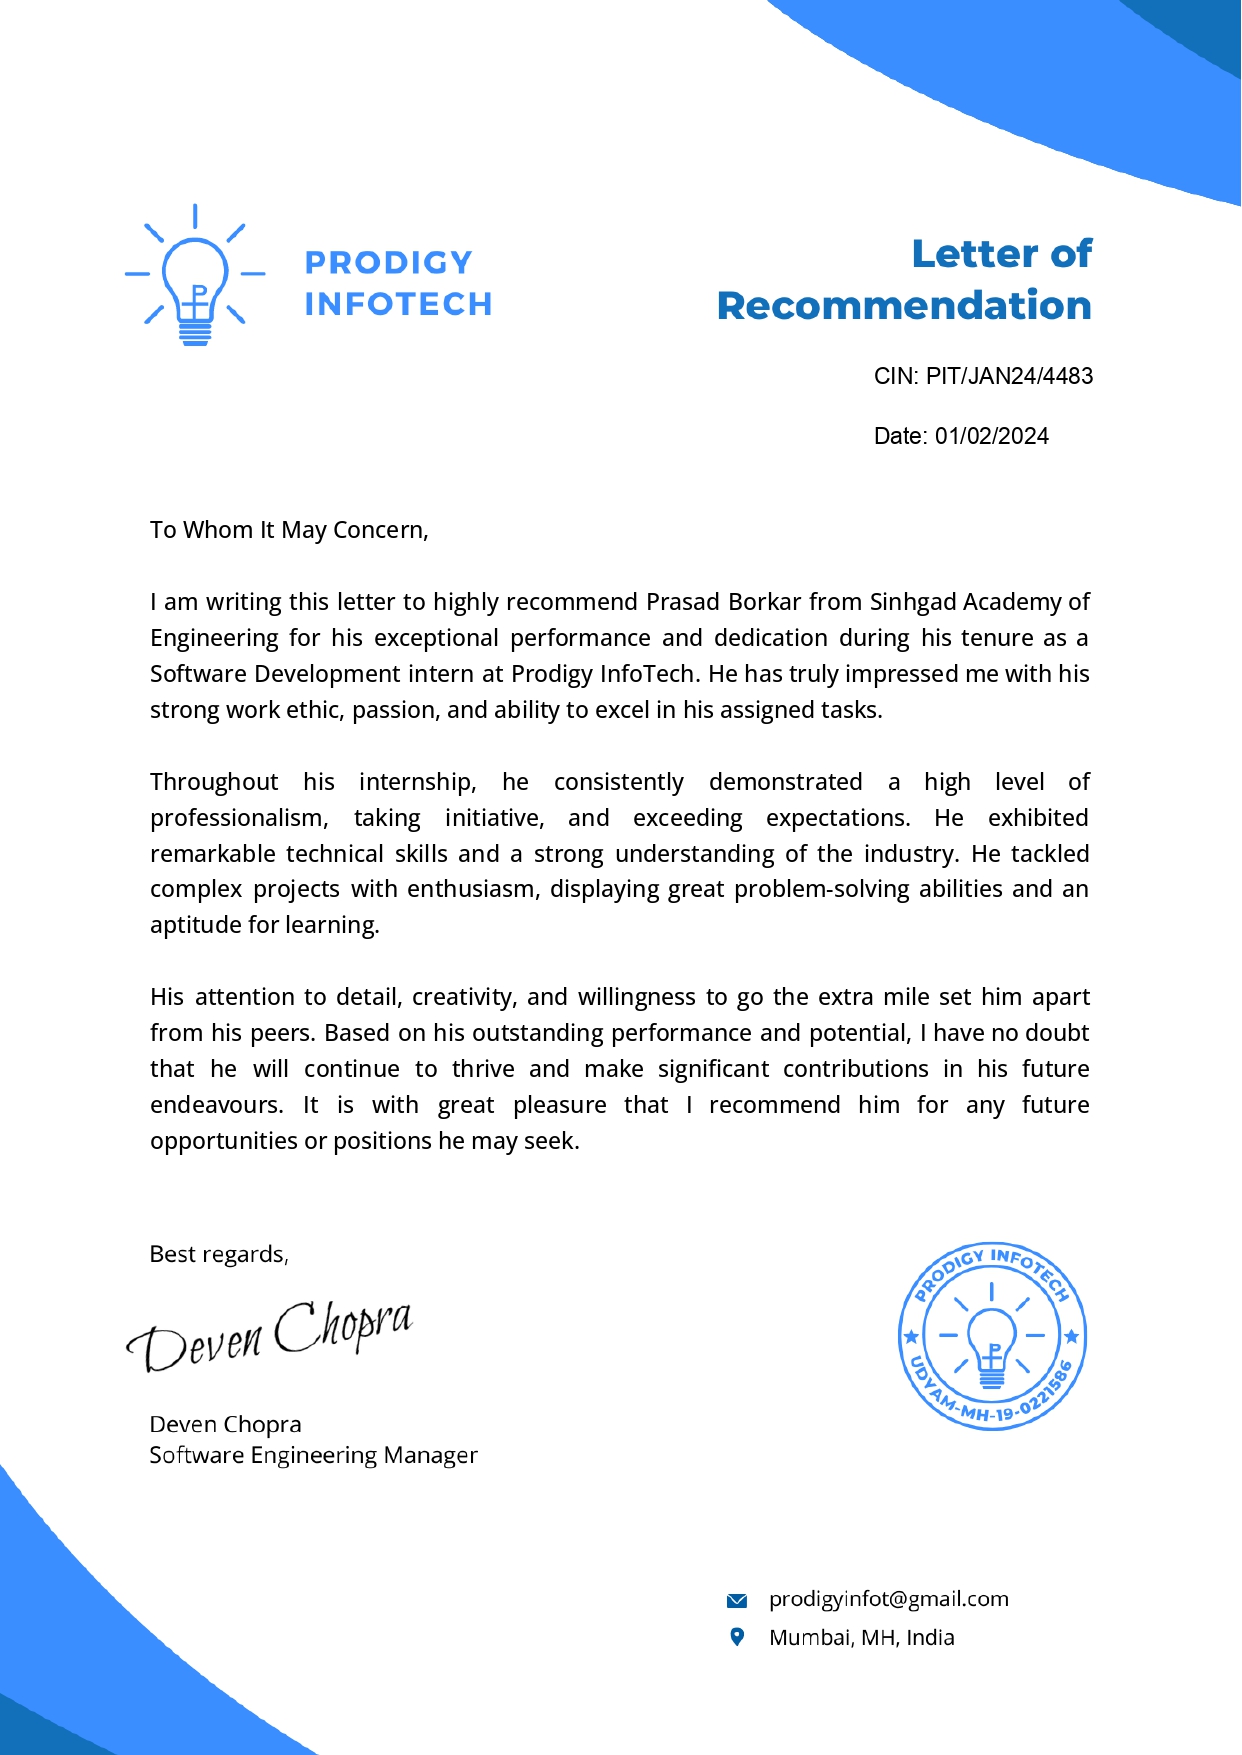 PRODIGY
INFOTECH
Letter of
Recommendation
CIN: PIT/JAN24/4483
Date: 01/02/2024
To Whom It May Concern,
I am writing this letter to highly recommend Prasad Borkar from Sinhgad Academy of
Engineering for his exceptional performance and dedication during his tenure as a
Software Development intern at Prodigy InfoTech. He has truly impressed me with his
strong work ethic, passion, and ability to excel in his assigned tasks.
Throughout his internship, he consistently demonstrated a high level of
professionalism, taking initiative, and exceeding expectations. He exhibited
remarkable technical skills and a strong understanding of the industry. He tackled
complex projects with enthusiasm, displaying great problem-solving abilities and an
aptitude for learning.
His attention to detail, creativity, and willingness to go the extra mile set him apart
from his peers. Based on his outstanding performance and potential, I have no doubt
that he will continue to thrive and make significant contributions in his future
endeavours. It is with great pleasure that I recommend him for any future
opportunities or positions he may seek.
Best regards,
Deven Chopra
Deven Chopra
Software Engineering Manager
PRODIGY INFOTECH
UDYAM-MH-19-0221586
prodigyinfot@gmail.com
Mumbai, MH, India